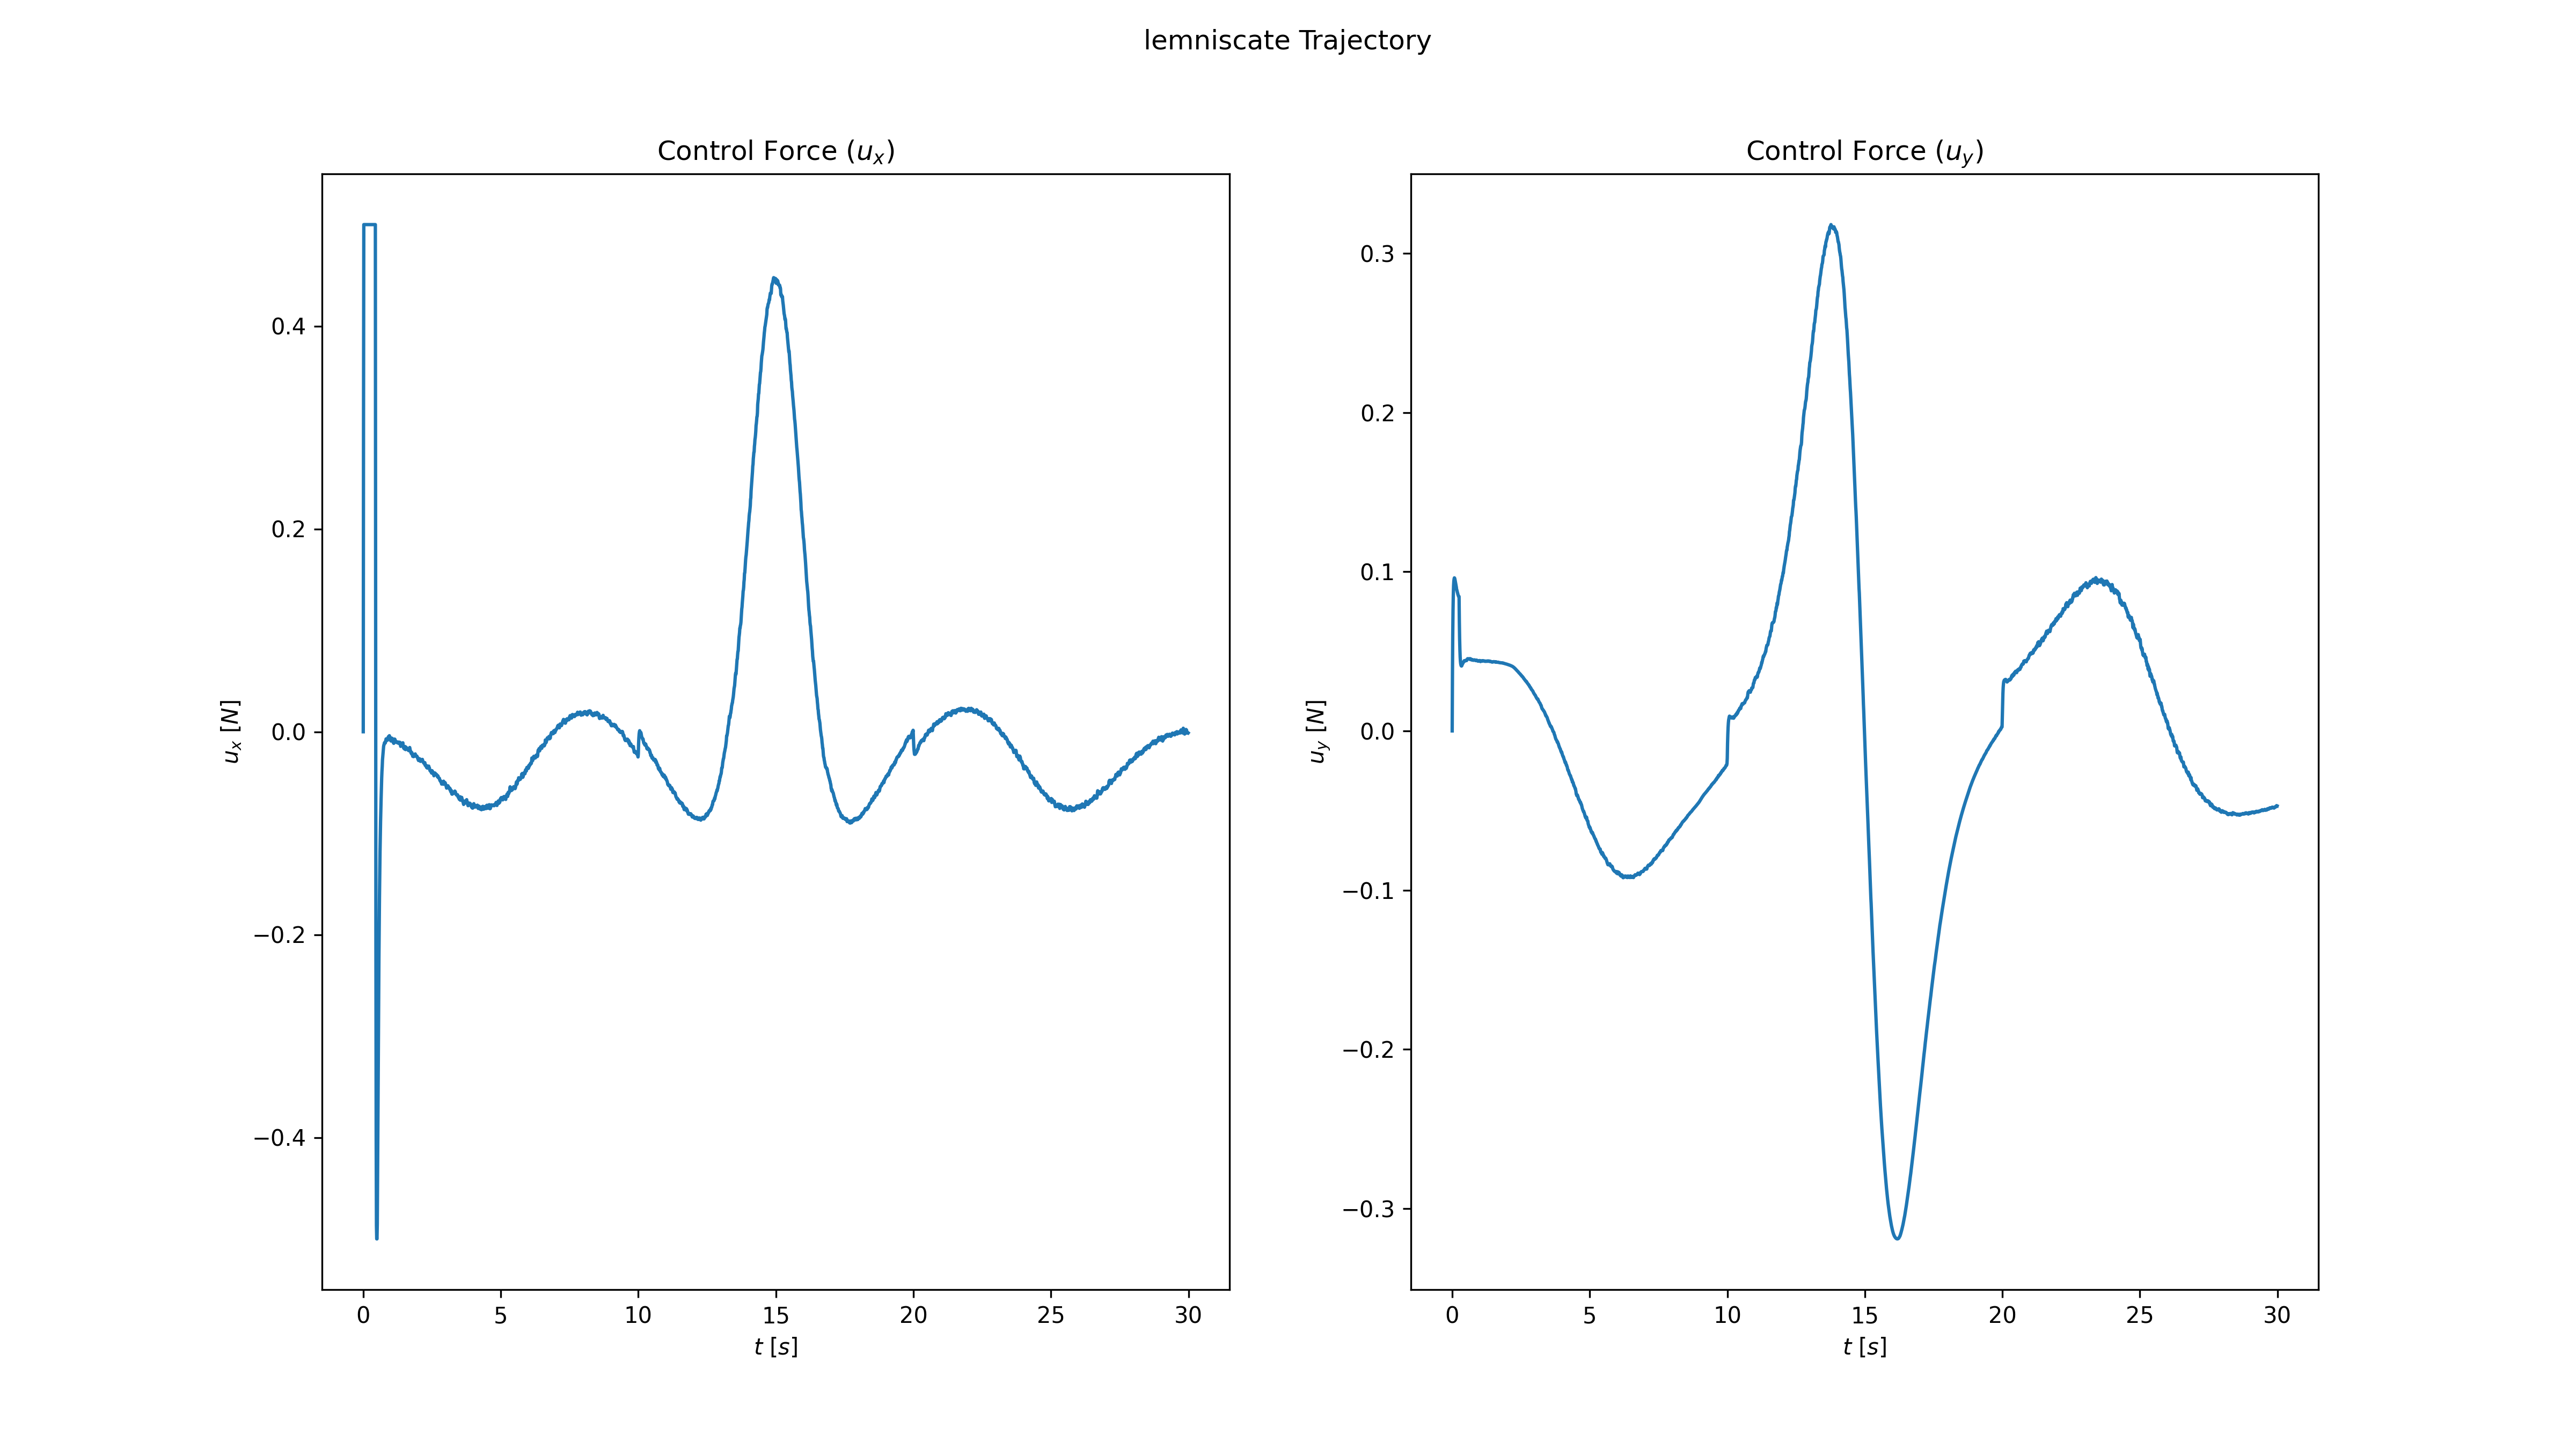 lemniscate Trajectory
Control Force (u_x)
0.4
0.2
0.0
−0.2
−0.4
u_x [N]
0 5 10 15 20 25 30
t [s]
Control Force (u_y)
0.3
0.2
0.1
0.0
−0.1
−0.2
−0.3
u_y [N]
0 5 10 15 20 25 30
t [s]